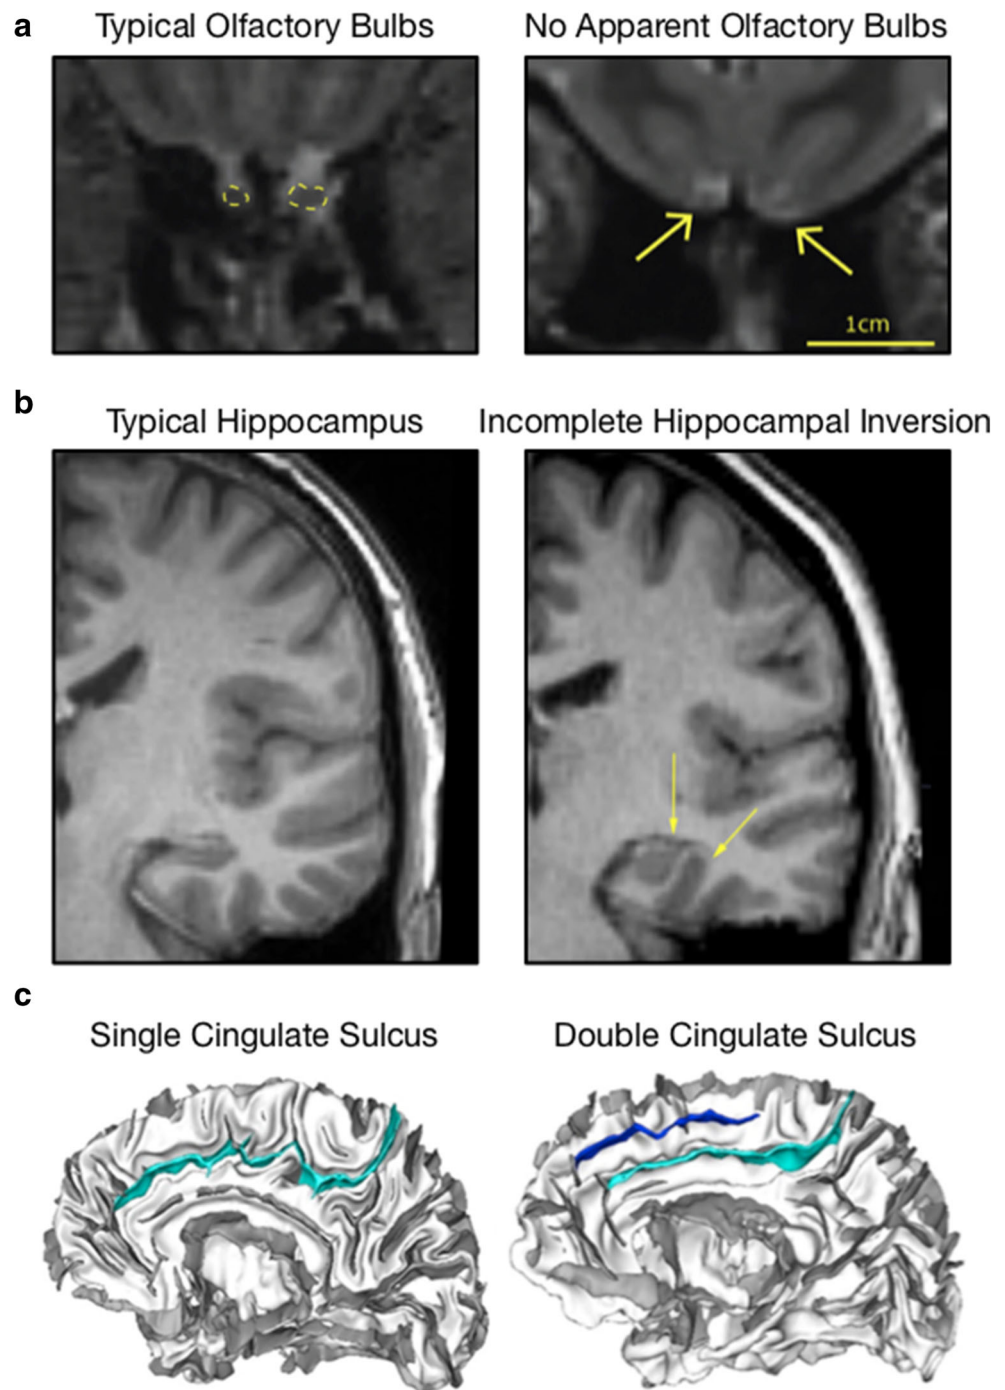 a
Typical Olfactory Bulbs
No Apparent Olfactory Bulbs
1cm
b
Typical Hippocampus
Incomplete Hippocampal Inversion
c
Single Cingulate Sulcus
Double Cingulate Sulcus